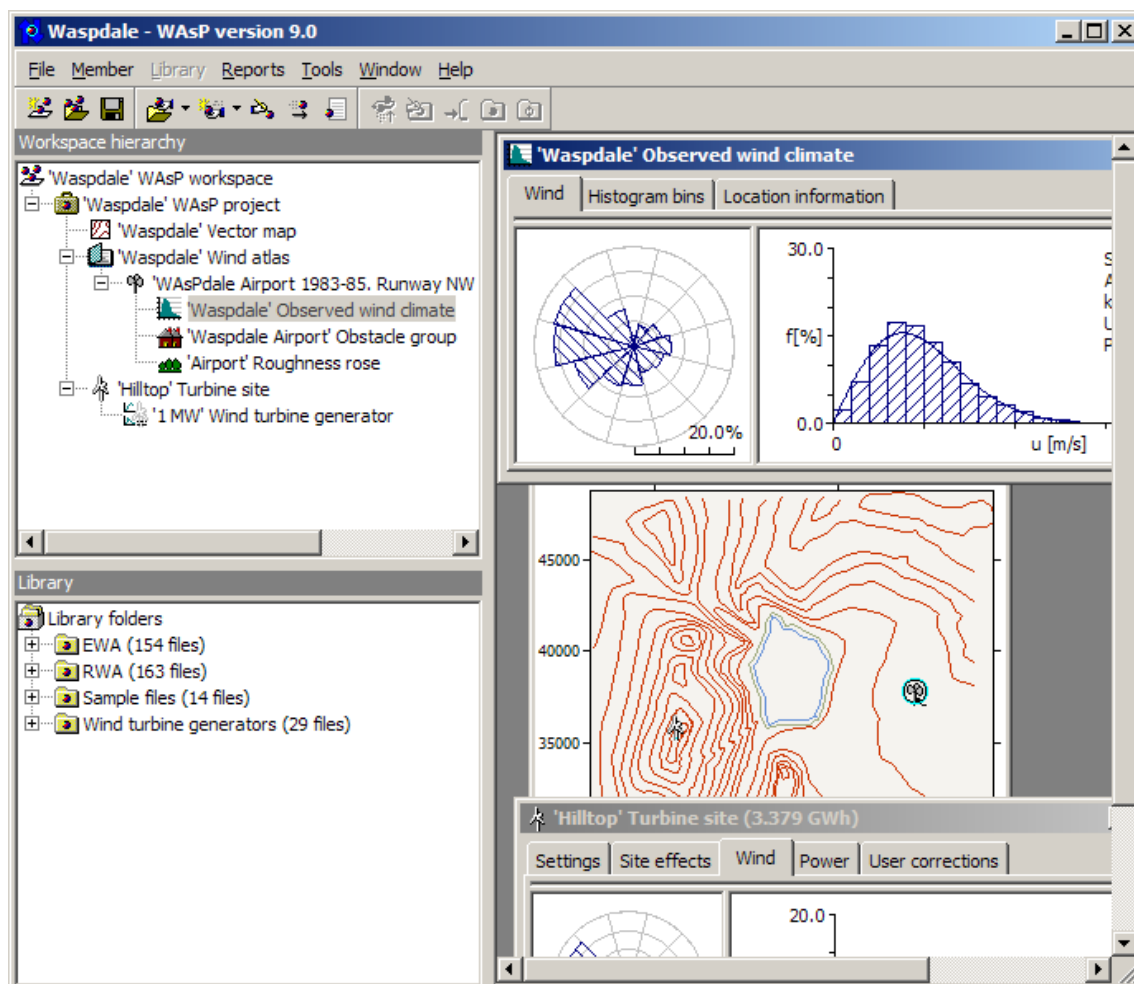 Waspdale - WAsP version 9.0
File Member Library Reports Tools Window Help
Workspace hierarchy
'Waspdale' WAsP workspace
'Waspdale' WAsP project
'Waspdale' Vector map
'Waspdale' Wind atlas
'WAsPdale Airport 1983-85. Runway NW
'Waspdale' Observed wind climate
'Waspdale Airport' Obstacle group
'Airport' Roughness rose
'Hilltop' Turbine site
'1 MW' Wind turbine generator
Library
Library folders
EWA (154 files)
RWA (163 files)
Sample files (14 files)
Wind turbine generators (29 files)
'Waspdale' Observed wind climate
Wind Histogram bins Location information
20.0%
30.0
f[%]
0.0
0
u [m/s]
S
A
k
U
P
45000
40000
35000
'Hilltop' Turbine site (3.379 GWh)
Settings Site effects Wind Power User corrections
20.0